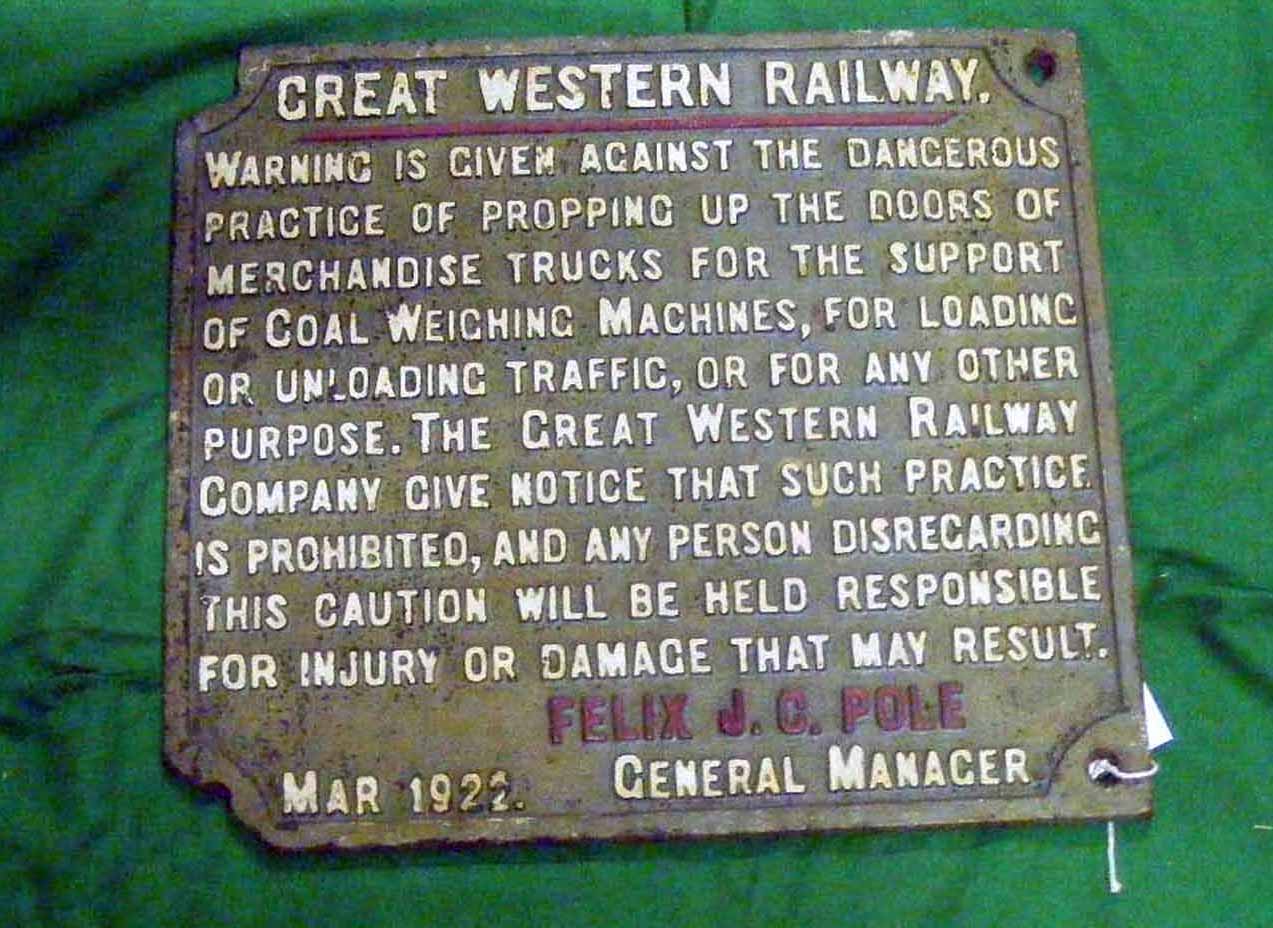 GREAT WESTERN RAILWAY.
WARNING IS GIVEN AGAINST THE DANGEROUS
PRACTICE OF PROPPING UP THE DOORS OF
MERCHANDISE TRUCKS FOR THE SUPPORT
OF COAL WEIGHING MACHINES, FOR LOADING
OR UNLOADING TRAFFIC, OR FOR ANY OTHER
PURPOSE. THE GREAT WESTERN RAILWAY
COMPANY GIVE NOTICE THAT SUCH PRACTICE
IS PROHIBITED, AND ANY PERSON DISREGARDING
THIS CAUTION WILL BE HELD RESPONSIBLE
FOR INJURY OR DAMAGE THAT MAY RESULT.
FELIX J. C. POLE
MAR 1922. GENERAL MANAGER